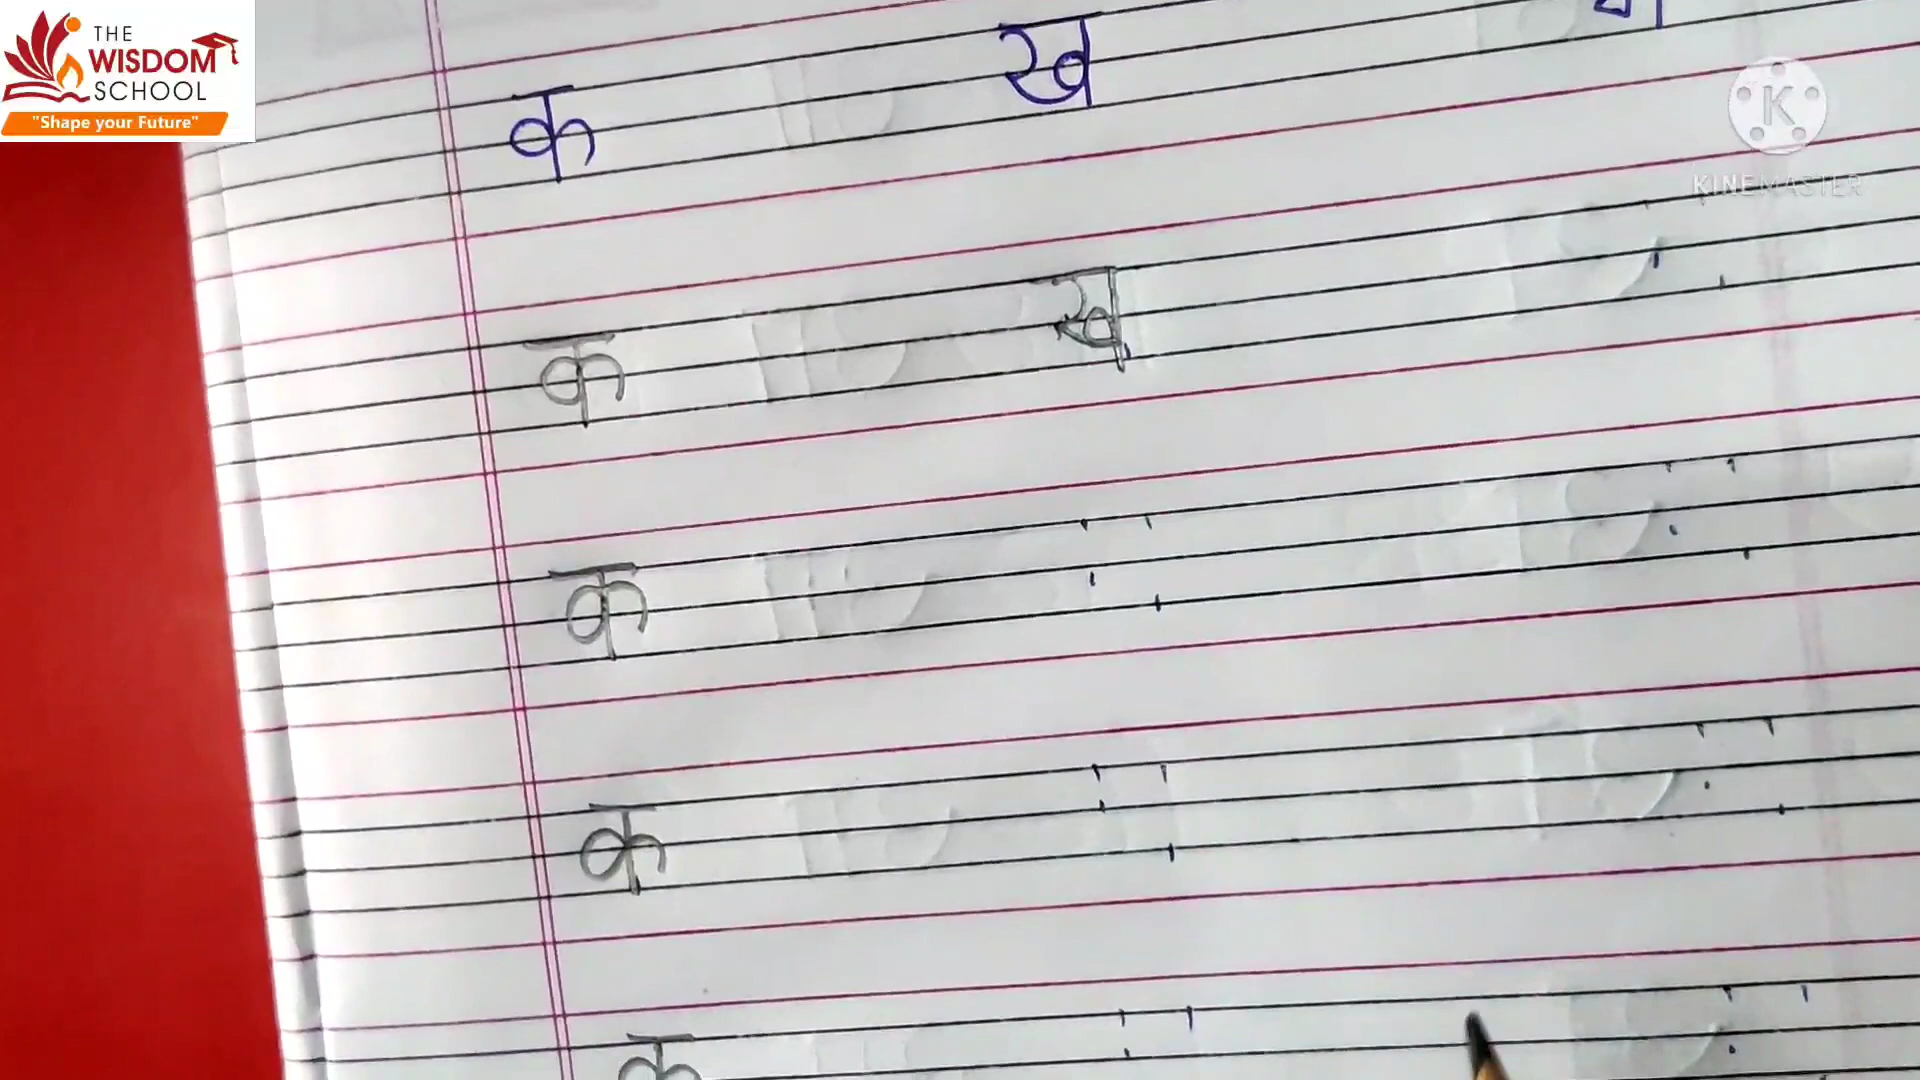 THE
WISDOM
SCHOOL
"Shape your Future"
K
KINEMASTER
क ख
क ख
क
क
क